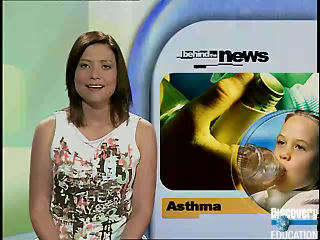 behind the
news
Asthma
Discovery
EDUCATION